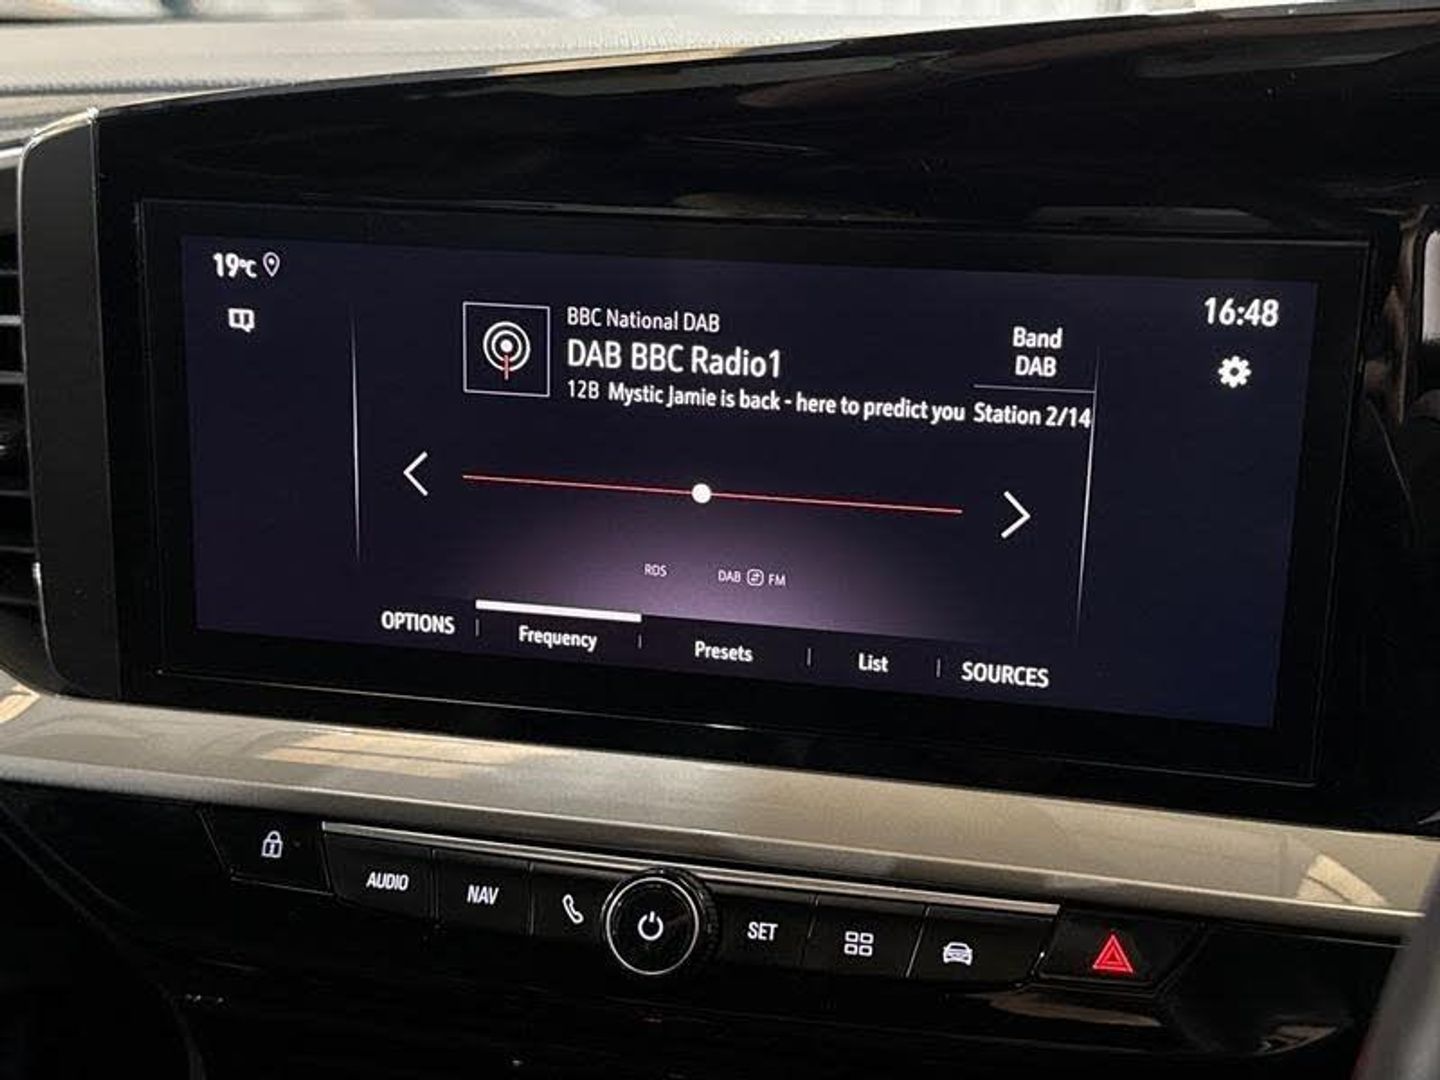 19°C
16:48
BBC National DAB
DAB BBC Radio1
12B Mystic Jamie is back - here to predict you
Band
DAB
Station 2/14
RDS
DAB FM
OPTIONS
Frequency
Presets
List
SOURCES
AUDIO
NAV
SET